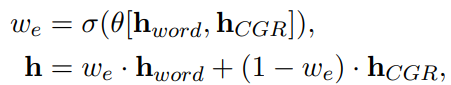 w_e = σ(θ[h_word, h_CGR]),
h = w_e · h_word + (1 − w_e) · h_CGR,